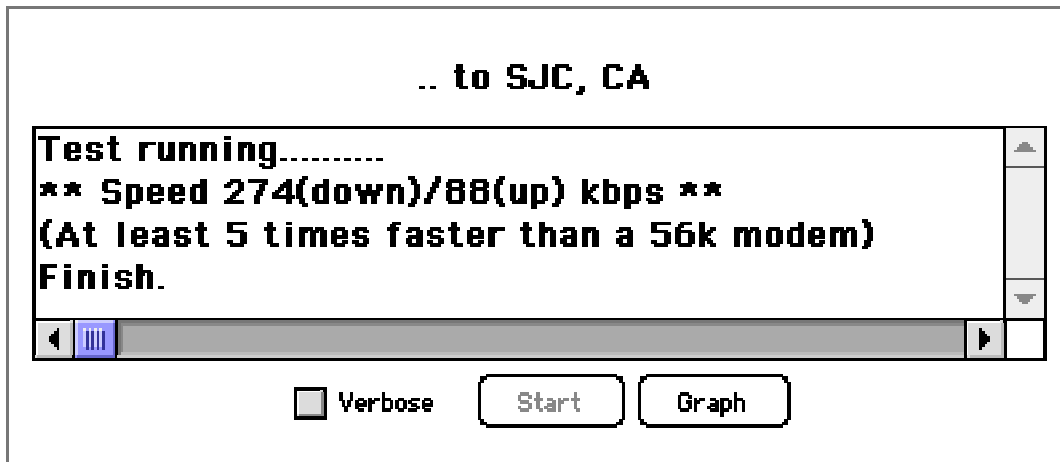 .. to SJC, CA
Test running..........
** Speed 274(down)/88(up) kbps **
(At least 5 times faster than a 56k modem)
Finish.
Verbose Start Graph